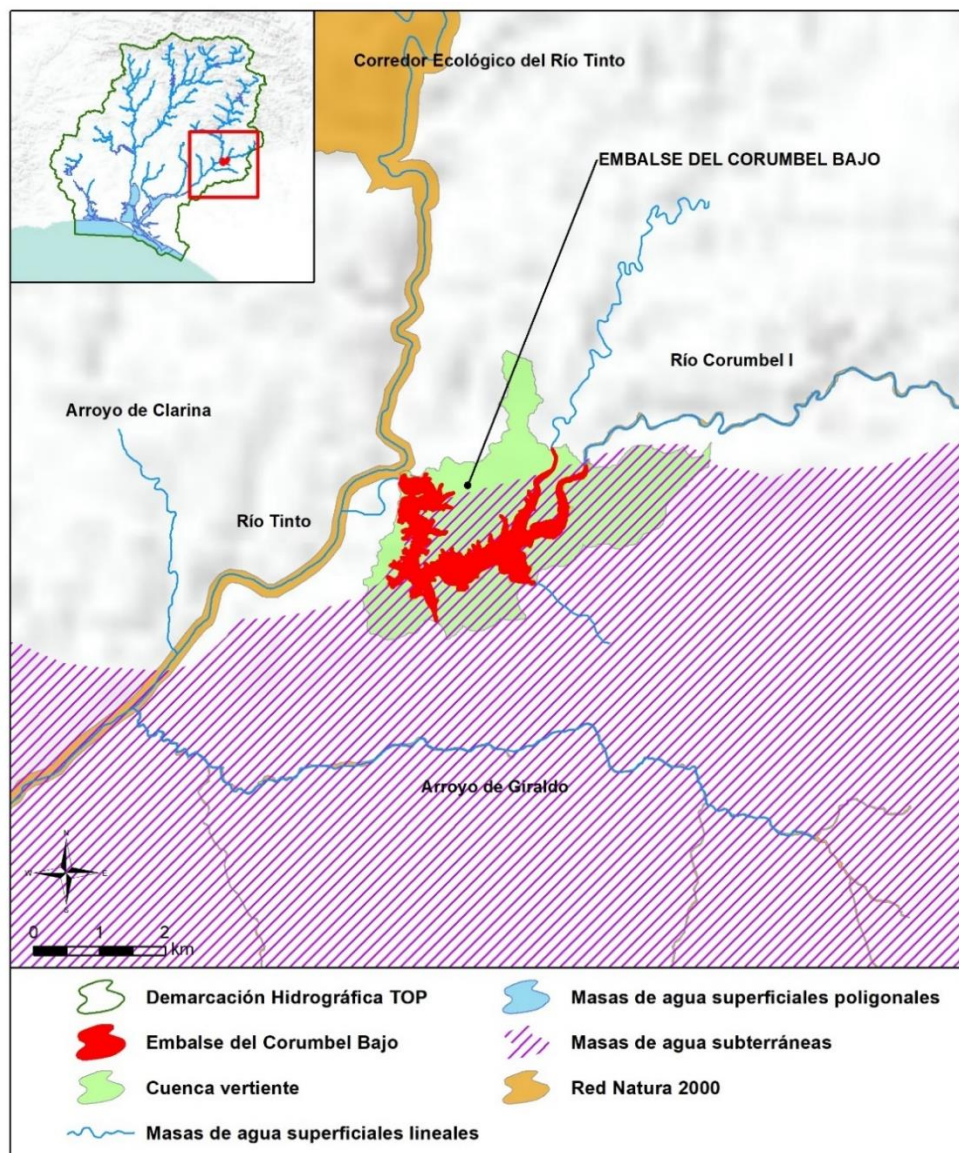 Corredor Ecológico del Río Tinto
EMBALSE DEL CORUMBEL BAJO
Río Corumbel I
Arroyo de Clarina
Río Tinto
Arroyo de Giraldo
N
W E
S
0 1 2
km
Demarcación Hidrográfica TOP
Masas de agua superficiales poligonales
Embalse del Corumbel Bajo
Masas de agua subterráneas
Cuenca vertiente
Red Natura 2000
Masas de agua superficiales lineales